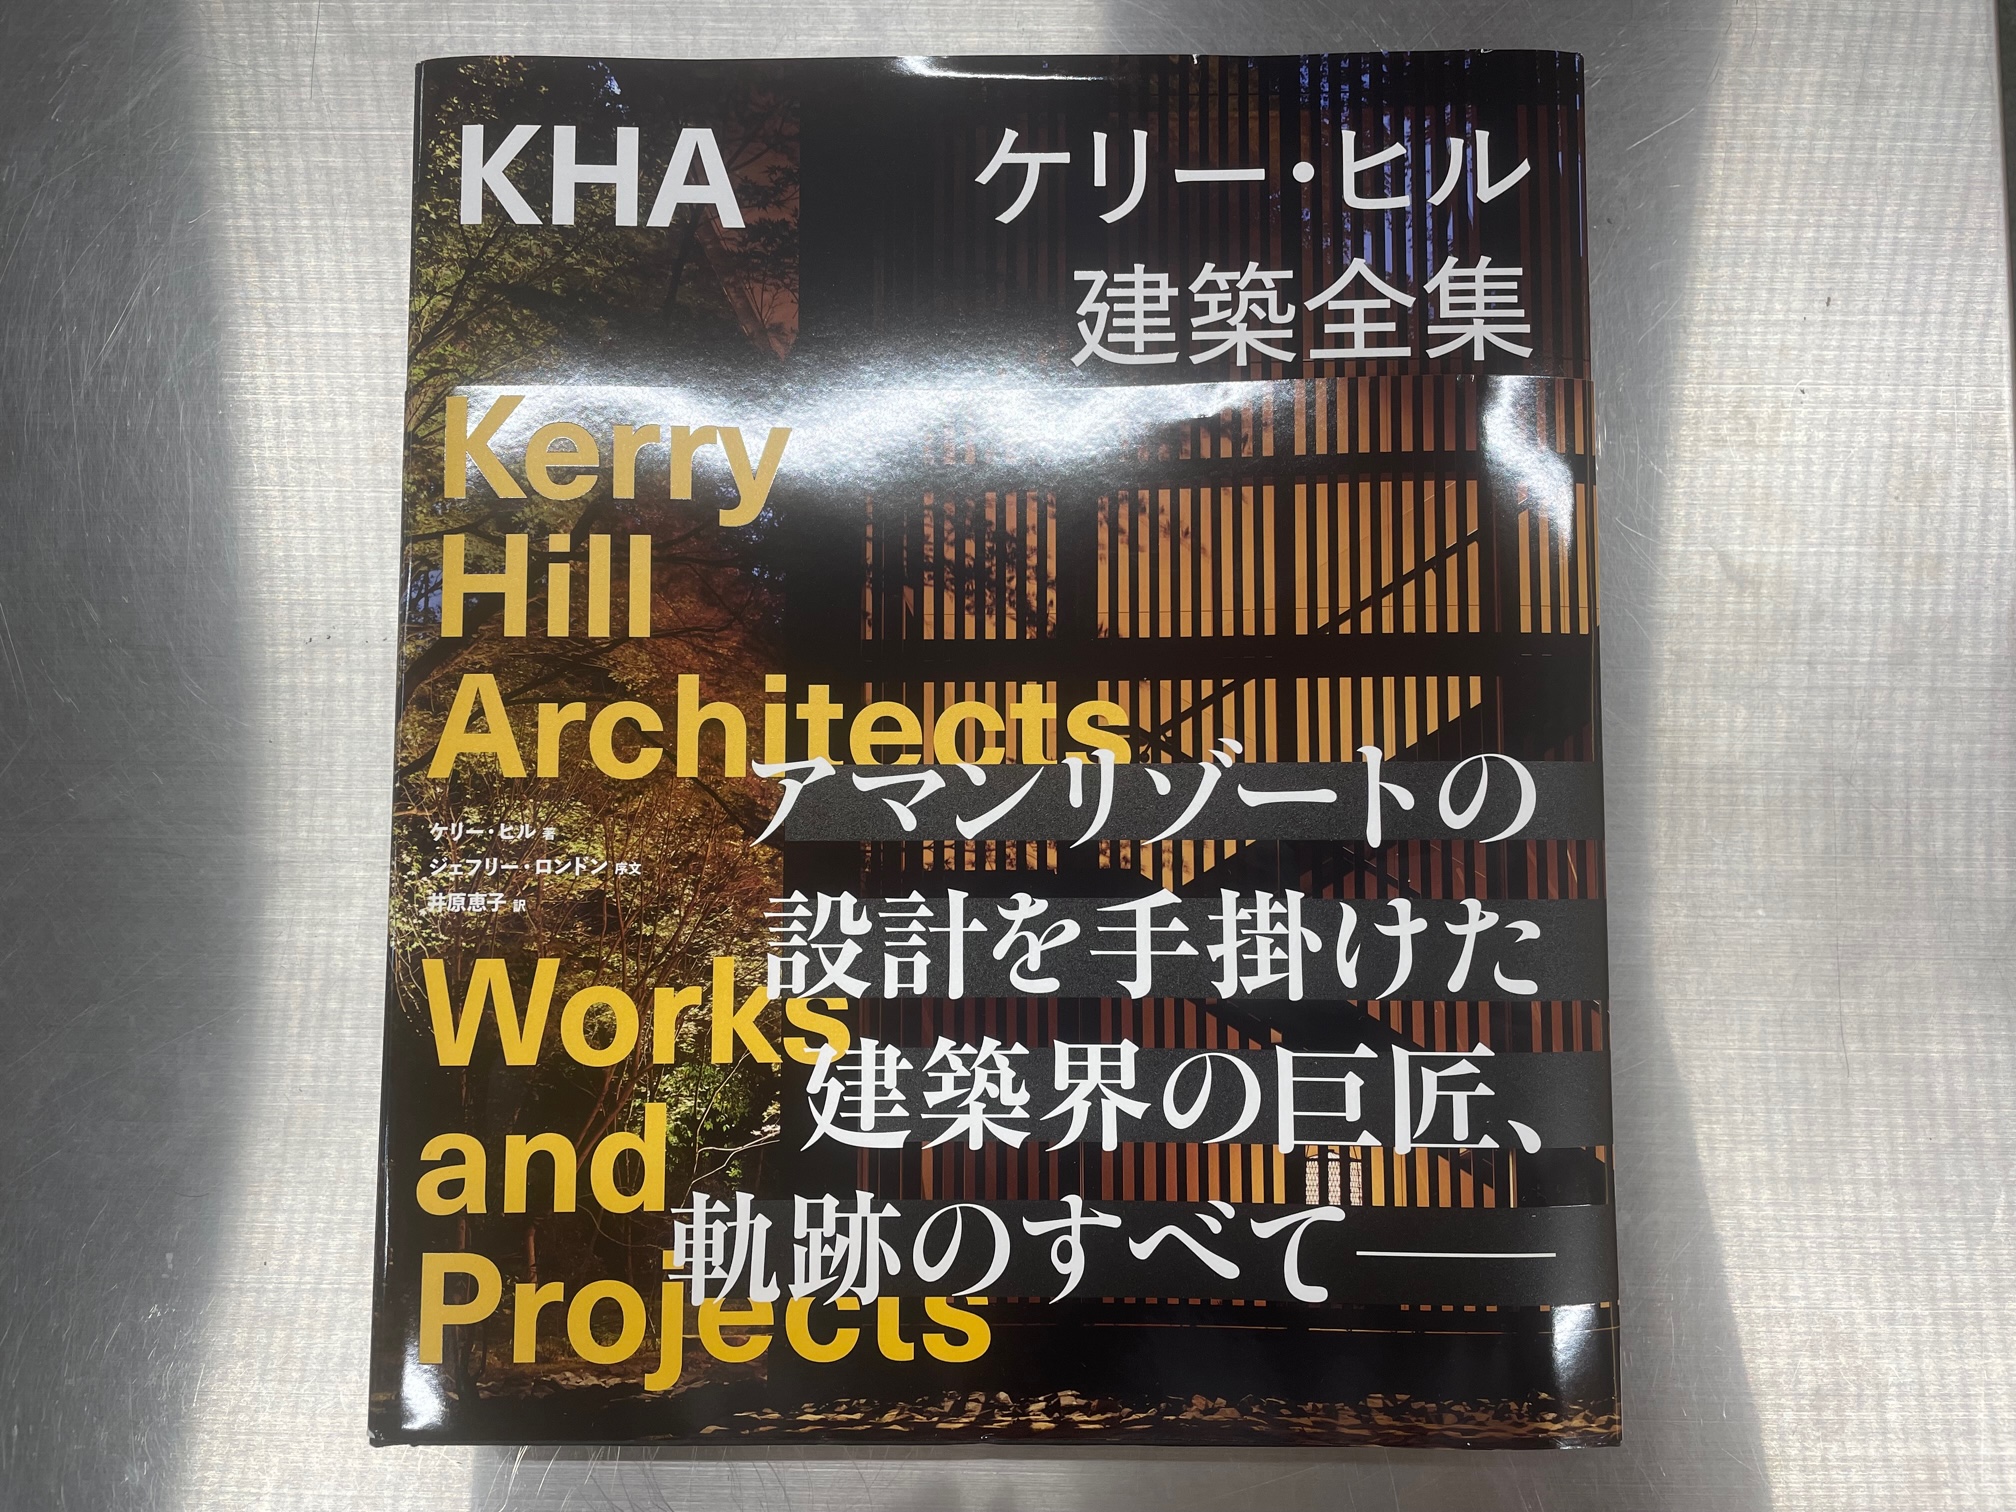 KHA
ケリー・ヒル
建築全集
Kerry
Hill
Architects
ケリー・ヒル 著
ジェフリー・ロンドン 序文
井原恵子 訳
Works
and
Projects
アマンリゾートの
設計を手掛けた
建築界の巨匠、
軌跡のすべて――